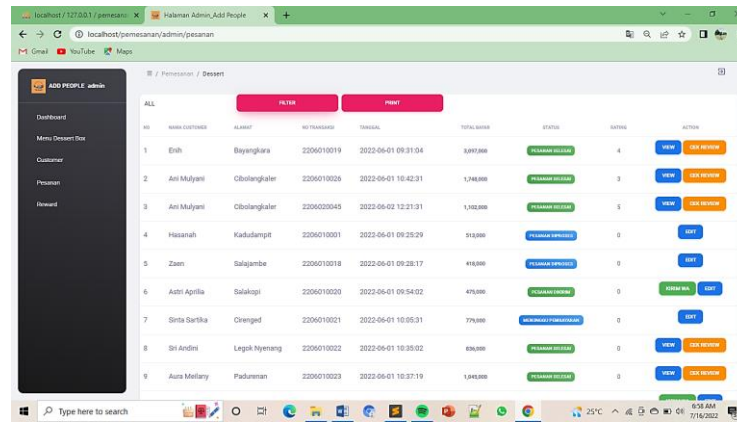 localhost / 127.0.0.1 / pemesana
Halaman Admin_Add People
localhost/pemesanan/admin/pesanan
Gmail YouTube Maps
ADD PEOPLE admin
Dashboard
Menu Dessert Box
Customer
Pesanan
Reward
/ Pemesanan / Dessert
ALL FILTER PRINT
NO NAMA CUSTOMER ALAMAT NO TRANSAKSI TANGGAL TOTAL BAYAR STATUS RATING ACTION
1 Enih Bayangkara 2206010019 2022-06-01 09:31:04 3,097,000 PESANAN SELESAI 4 VIEW CEK REVIEW
2 Ani Mulyani Cibolangkaler 2206010026 2022-06-01 10:42:31 1,748,000 PESANAN SELESAI 3 VIEW CEK REVIEW
3 Ani Mulyani Cibolangkaler 2206020045 2022-06-02 12:21:31 1,102,000 PESANAN SELESAI 5 VIEW CEK REVIEW
4 Hasanah Kadudampit 2206010001 2022-06-01 09:25:29 513,000 PESANAN DIPROSES 0 EDIT
5 Zaen Salajambe 2206010018 2022-06-01 09:28:17 418,000 PESANAN DIPROSES 0 EDIT
6 Astri Aprilia Salakopi 2206010020 2022-06-01 09:54:02 475,000 PESANAN DIKIRIM 0 KIRIM WA EDIT
7 Sinta Sartika Cirenged 2206010021 2022-06-01 10:05:31 779,000 MENUNGGU PEMBAYARAN 0 EDIT
8 Sri Andini Legok Nyenang 2206010022 2022-06-01 10:35:02 836,000 PESANAN SELESAI 0 VIEW CEK REVIEW
9 Aura Meilany Padurenan 2206010023 2022-06-01 10:37:19 1,045,000 PESANAN SELESAI 0 VIEW CEK REVIEW
Type here to search 25°C 6:58 AM
7/16/2022